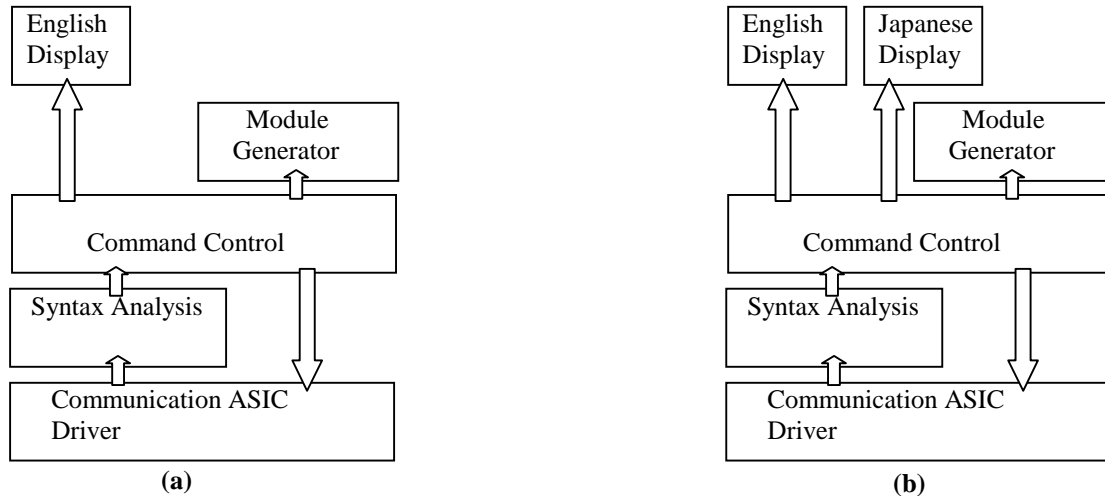 English
Display
Module
Generator
Command Control
Syntax Analysis
Communication ASIC
Driver
(a)
English
Display
Japanese
Display
Module
Generator
Command Control
Syntax Analysis
Communication ASIC
Driver
(b)